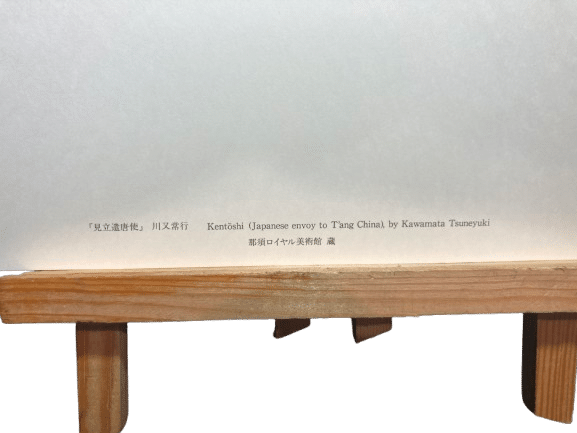 「見立遣唐使」 川又常行 Kentōshi (Japanese envoy to T'ang China), by Kawamata Tsuneyuki
那須ロイヤル美術館 蔵